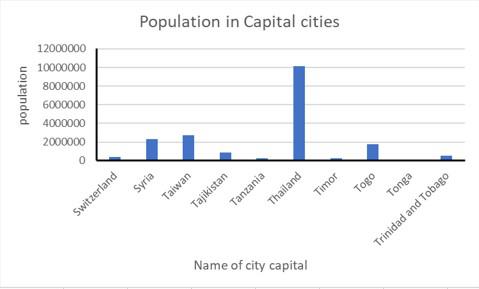 Population in Capital cities
population
12000000
10000000
8000000
6000000
4000000
2000000
0
Switzerland
Syria
Taiwan
Tajikistan
Tanzania
Thailand
Timor
Togo
Tonga
Trinidad and Tobago
Name of city capital